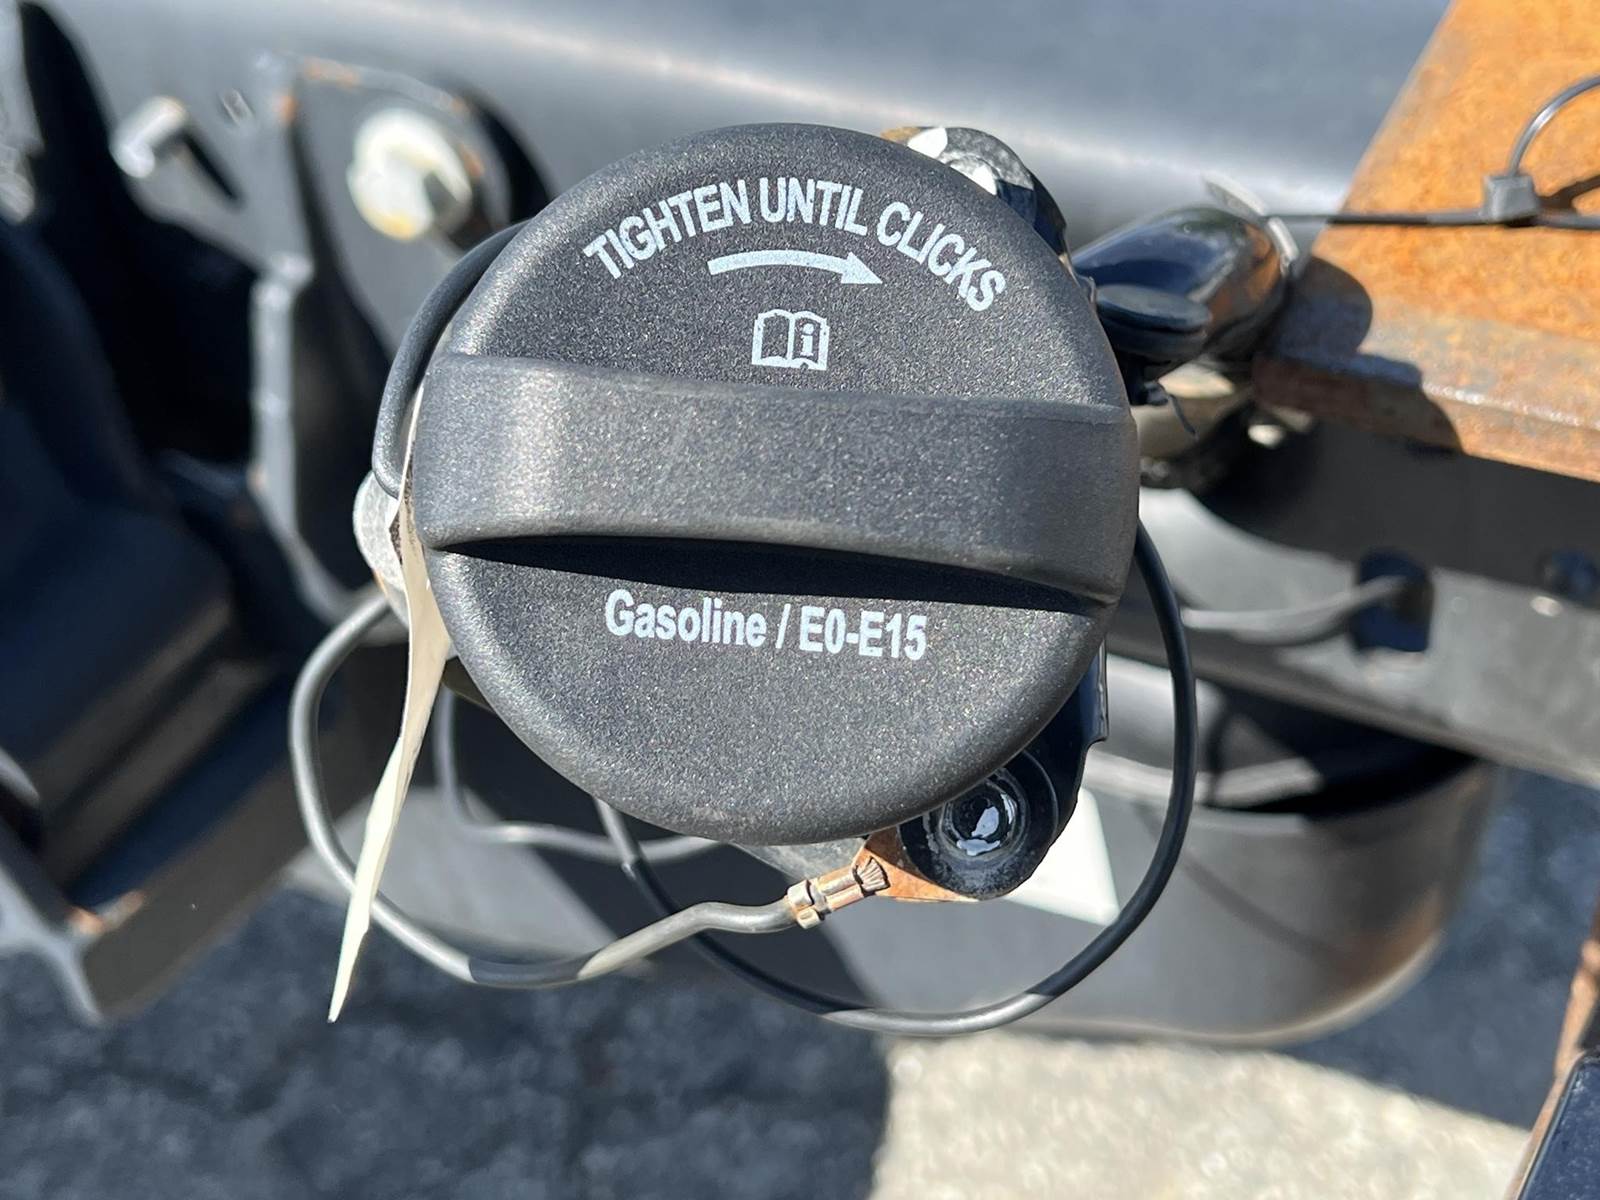 TIGHTEN UNTIL CLICKS
i
Gasoline / E0-E15